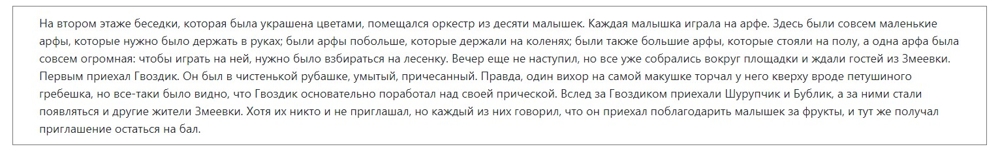 На втором этаже беседки, которая была украшена цветами, помещался оркестр из десяти малышек. Каждая малышка играла на арфе. Здесь были совсем маленькие
арфы, которые нужно было держать в руках; были арфы побольше, которые держали на коленях; были также большие арфы, которые стояли на полу, а одна арфа была
совсем огромная: чтобы играть на ней, нужно было взбираться на лесенку. Вечер еще не наступил, но все уже собрались вокруг площадки и ждали гостей из Змеевки.
Первым приехал Гвоздик. Он был в чистенькой рубашке, умытый, причесанный. Правда, один вихор на самой макушке торчал у него кверху вроде петушиного
гребешка, но все-таки было видно, что Гвоздик основательно поработал над своей прической. Вслед за Гвоздиком приехали Шурупчик и Бублик, а за ними стали
появляться и другие жители Змеевки. Хотя их никто и не приглашал, но каждый из них говорил, что он приехал поблагодарить малышек за фрукты, и тут же получал
приглашение остаться на бал.